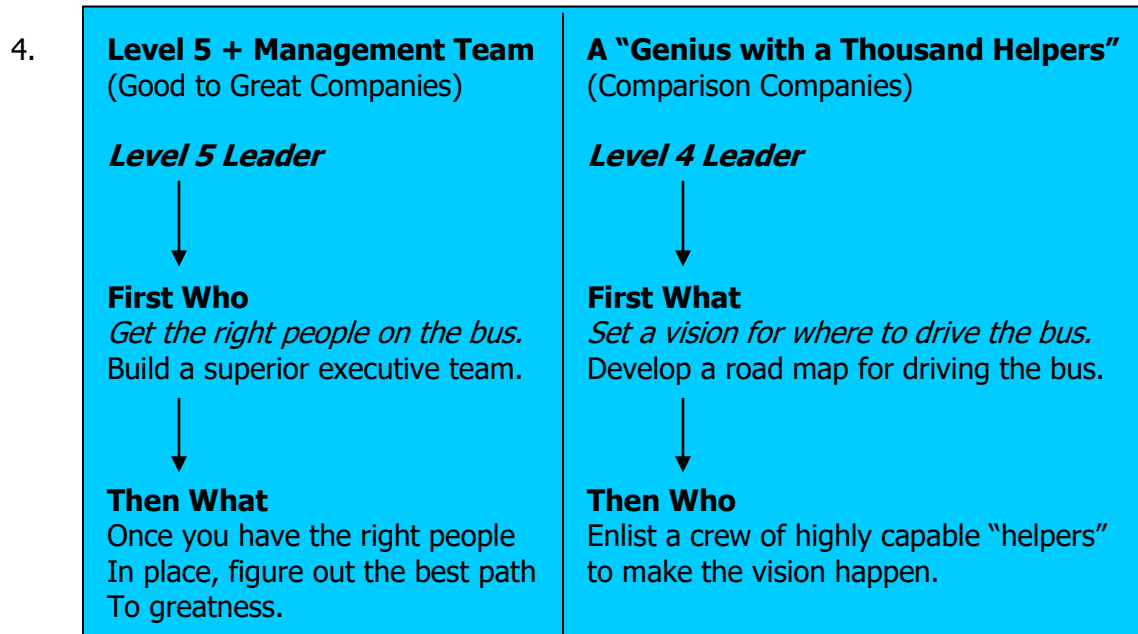 4.
Level 5 + Management Team
(Good to Great Companies)
Level 5 Leader
First Who
Get the right people on the bus.
Build a superior executive team.
Then What
Once you have the right people
In place, figure out the best path
To greatness.
A “Genius with a Thousand Helpers”
(Comparison Companies)
Level 4 Leader
First What
Set a vision for where to drive the bus.
Develop a road map for driving the bus.
Then Who
Enlist a crew of highly capable “helpers”
to make the vision happen.